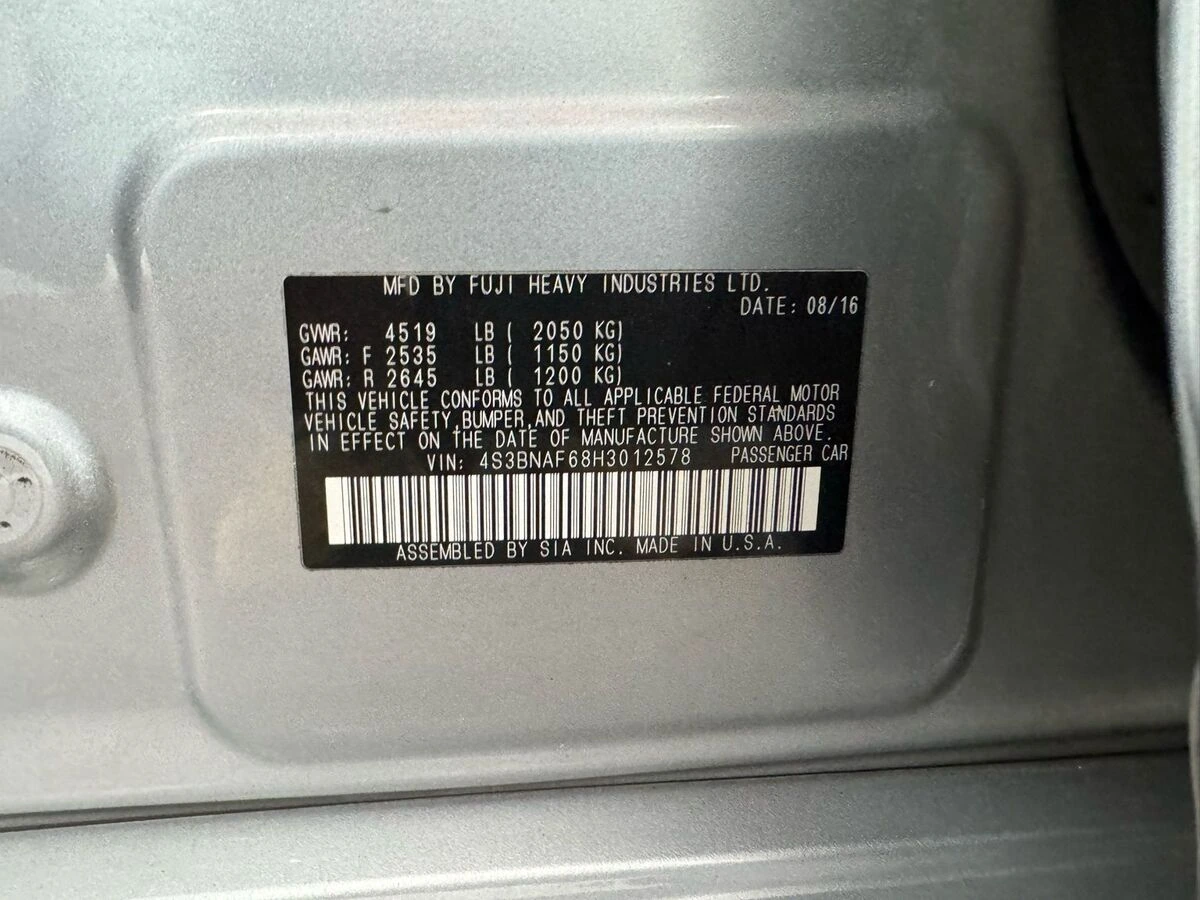 MFD BY FUJI HEAVY INDUSTRIES LTD.
DATE: 08/16
GVWR: 4519 LB ( 2050 KG)
GAWR: F 2535 LB ( 1150 KG)
GAWR: R 2645 LB ( 1200 KG)
THIS VEHICLE CONFORMS TO ALL APPLICABLE FEDERAL MOTOR
VEHICLE SAFETY,BUMPER,AND THEFT PREVENTION STANDARDS
IN EFFECT ON THE DATE OF MANUFACTURE SHOWN ABOVE.
VIN: 4S3BNAF68H3012578 PASSENGER CAR
ASSEMBLED BY SIA INC. MADE IN U.S.A.